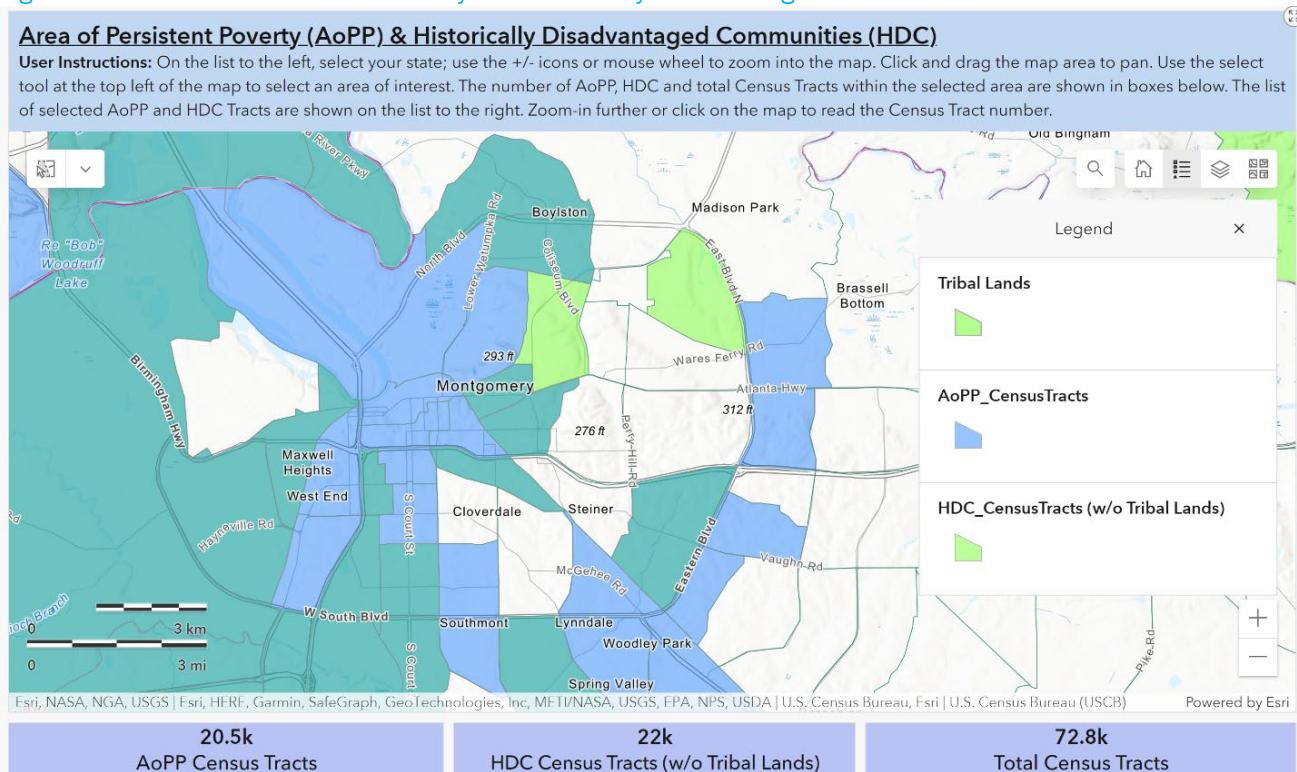 Area of Persistent Poverty (AoPP) & Historically Disadvantaged Communities (HDC)
User Instructions: On the list to the left, select your state; use the +/- icons or mouse wheel to zoom into the map. Click and drag the map area to pan. Use the select
tool at the top left of the map to select an area of interest. The number of AoPP, HDC and total Census Tracts within the selected area are shown in boxes below. The list
of selected AoPP and HDC Tracts are shown on the list to the right. Zoom-in further or click on the map to read the Census Tract number.
River Pkwy
Rd
Old Bingham
Madison Park
Boylston
North Blvd
Lower Wetumpka Rd
Coliseum Blvd
East Blvd N
Re "Bob"
Woodruff
Lake
Brassell
Bottom
Legend
Tribal Lands
AoPP_CensusTracts
HDC_CensusTracts (w/o Tribal Lands)
293 ft
Wares Ferry Rd
Birmingham Hwy
Montgomery
Atlanta Hwy
312 ft
276 ft
Perry-Hill-Rd
Maxwell
Heights
West End
S Court St
Cloverdale
Steiner
Hayneville Rd
Rd
Eastern Blvd
Vaughn Rd
McGehee Rd
Branch
W South Blvd
Southmont
Lynndale
Woodley Park
S Court
Spring Valley
Pike Rd
0
3 km
0
3 mi
Esri, NASA, NGA, USGS | Esri, HERE, Garmin, SafeGraph, GeoTechnologies, Inc, METI/NASA, USGS, EPA, NPS, USDA | U.S. Census Bureau, Esri | U.S. Census Bureau (USCB)
Powered by Esri
20.5k
AoPP Census Tracts
22k
HDC Census Tracts (w/o Tribal Lands)
72.8k
Total Census Tracts